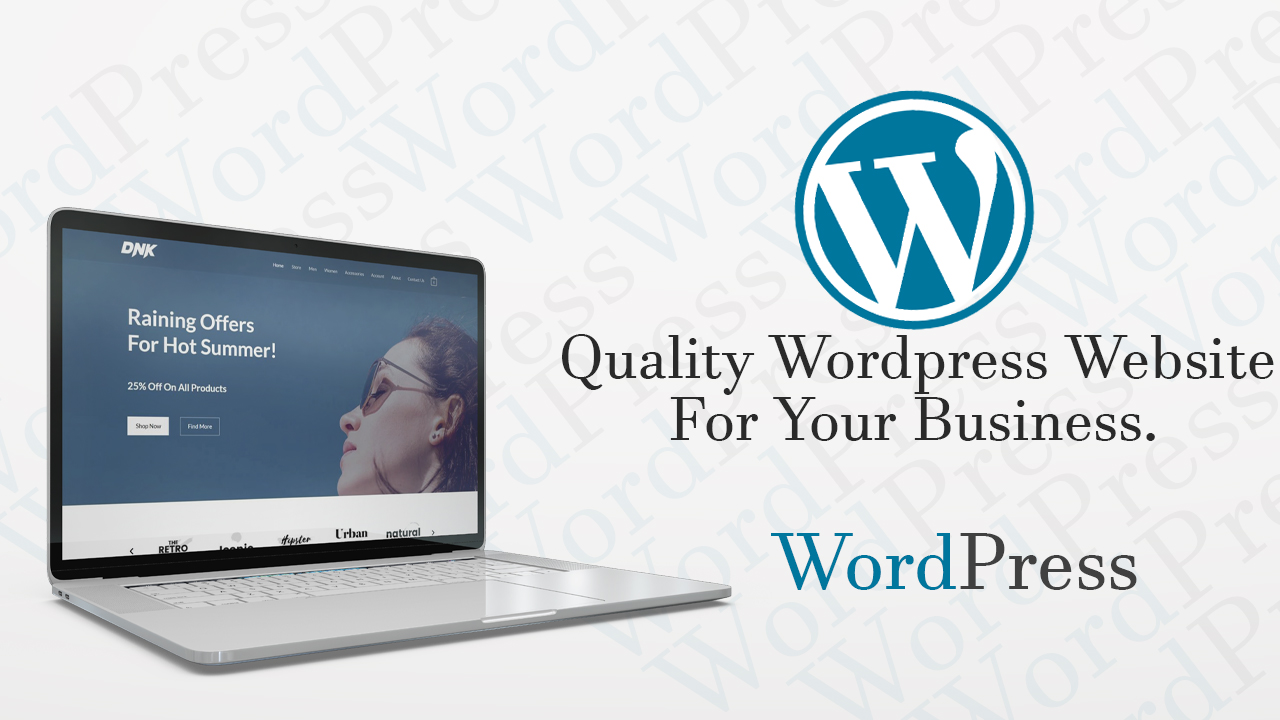 DNK
Home Store Men Women Accessories Account About Contact Us
Raining Offers
For Hot Summer!
25% Off On All Products
Shop Now Find More
THE
RETRO
Iconic
Hipster
Urban
natural
Quality Wordpress Website
For Your Business.
WordPress